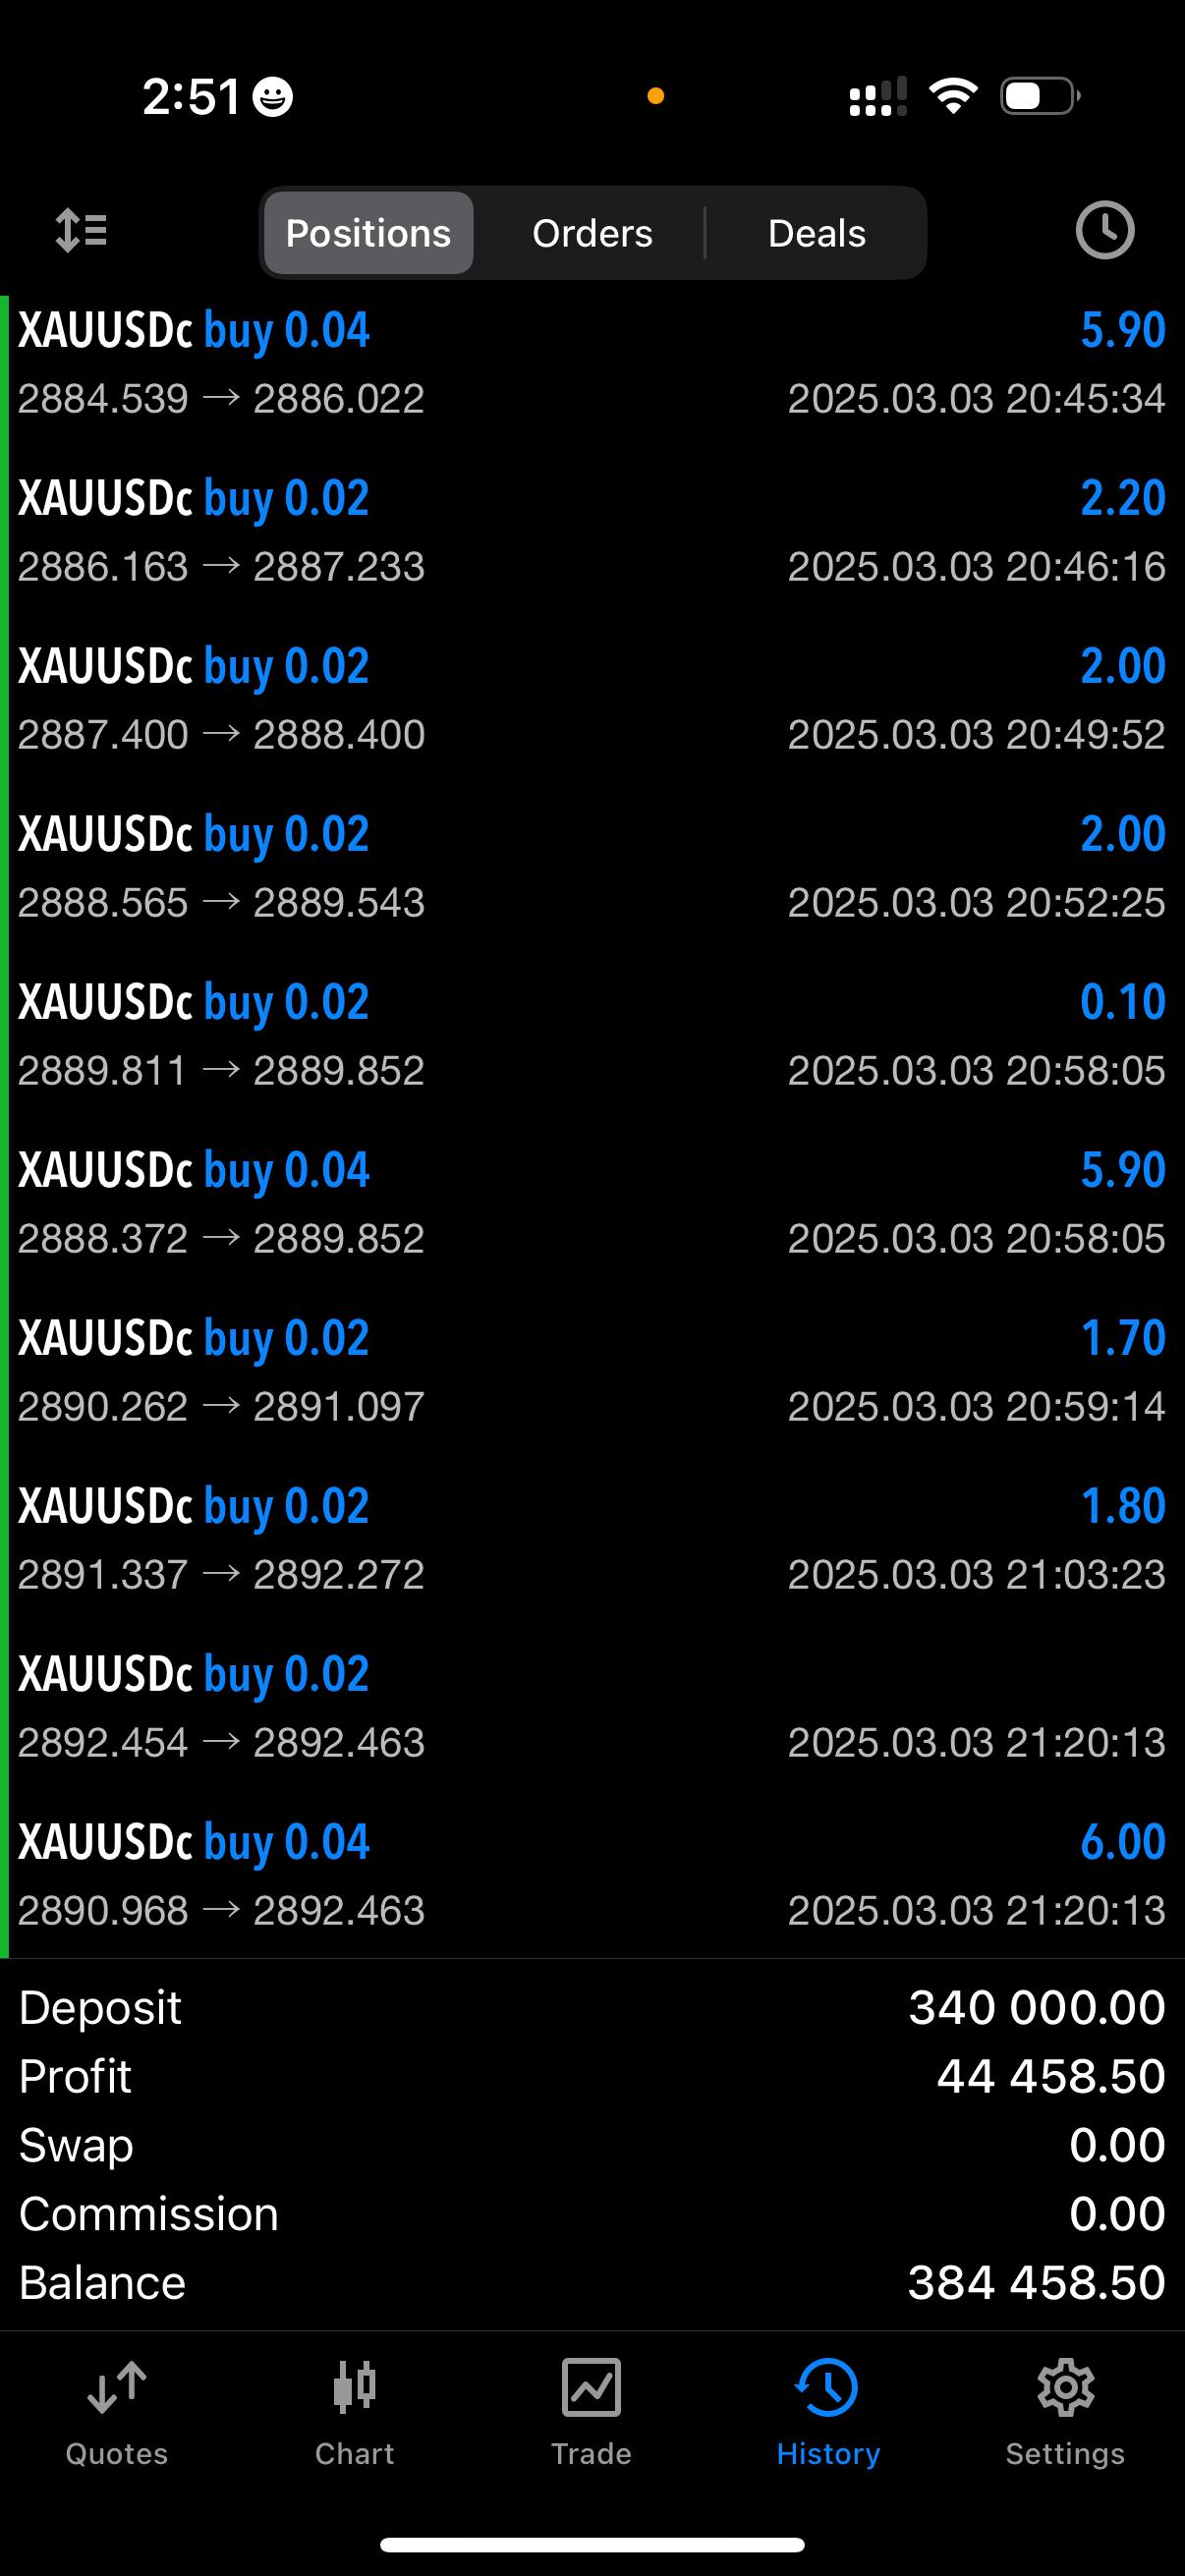 2:51
Positions Orders Deals
XAUUSDc buy 0.04 5.90
2884.539 → 2886.022 2025.03.03 20:45:34
XAUUSDc buy 0.02 2.20
2886.163 → 2887.233 2025.03.03 20:46:16
XAUUSDc buy 0.02 2.00
2887.400 → 2888.400 2025.03.03 20:49:52
XAUUSDc buy 0.02 2.00
2888.565 → 2889.543 2025.03.03 20:52:25
XAUUSDc buy 0.02 0.10
2889.811 → 2889.852 2025.03.03 20:58:05
XAUUSDc buy 0.04 5.90
2888.372 → 2889.852 2025.03.03 20:58:05
XAUUSDc buy 0.02 1.70
2890.262 → 2891.097 2025.03.03 20:59:14
XAUUSDc buy 0.02 1.80
2891.337 → 2892.272 2025.03.03 21:03:23
XAUUSDc buy 0.02
2892.454 → 2892.463 2025.03.03 21:20:13
XAUUSDc buy 0.04 6.00
2890.968 → 2892.463 2025.03.03 21:20:13
Deposit 340 000.00
Profit 44 458.50
Swap 0.00
Commission 0.00
Balance 384 458.50
Quotes Chart Trade History Settings